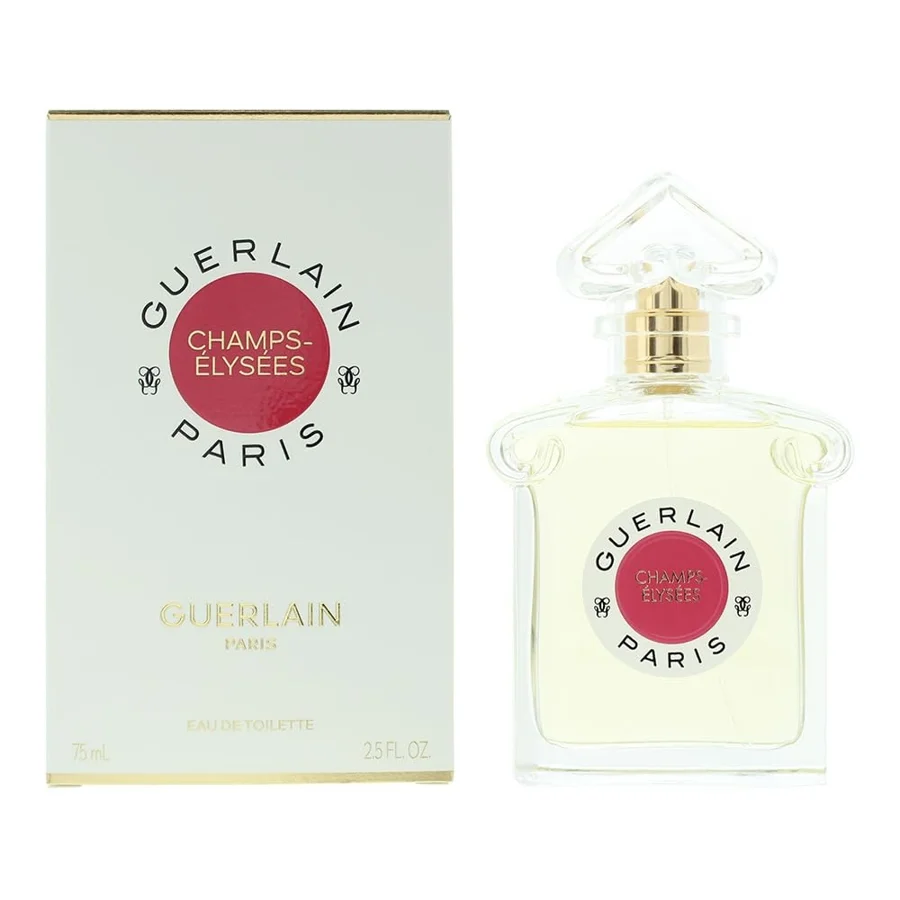 GUERLAIN
CHAMPS-
ÉLYSÉES
PARIS
GUERLAIN
PARIS
EAU DE TOILETTE
75 mL 2.5 FL. OZ.
GUERLAIN
CHAMPS-
ÉLYSÉES
PARIS